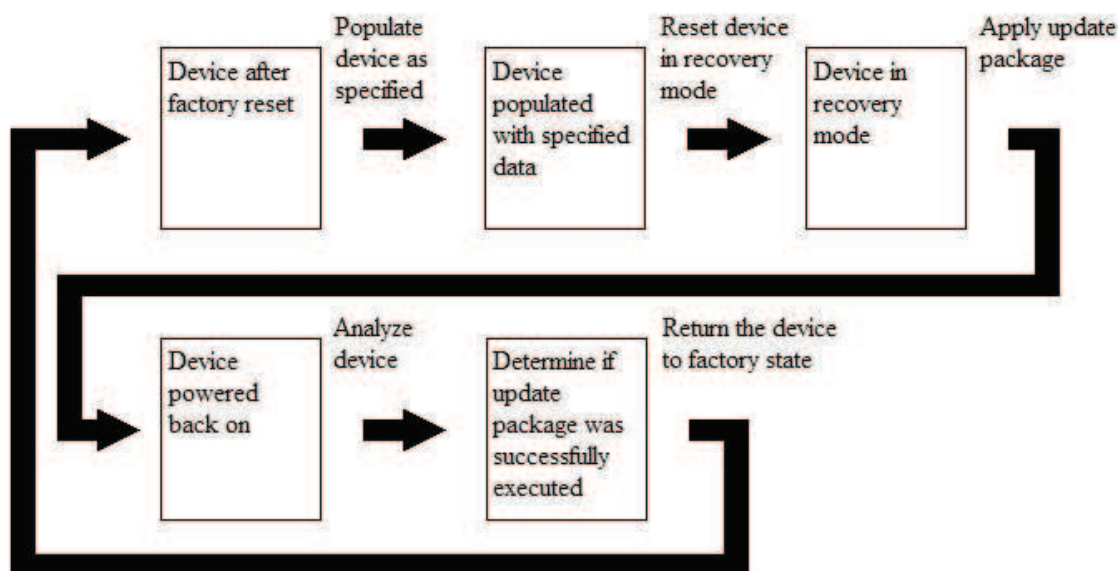 Device after
factory reset
Populate
device as
specified
Device
populated
with specified
data
Reset device
in recovery
mode
Device in
recovery
mode
Apply update
package
Device
powered
back on
Analyze
device
Determine if
update
package was
successfully
executed
Return the device
to factory state